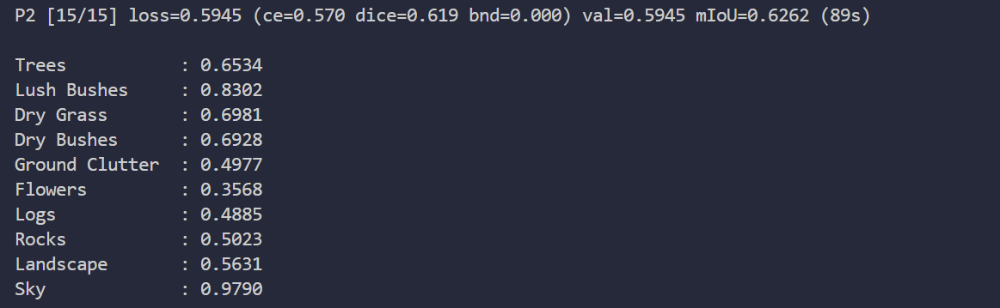 P2 [15/15] loss=0.5945 (ce=0.570 dice=0.619 bnd=0.000) val=0.5945 mIoU=0.6262 (89s)
Trees : 0.6534
Lush Bushes : 0.8302
Dry Grass : 0.6981
Dry Bushes : 0.6928
Ground Clutter : 0.4977
Flowers : 0.3568
Logs : 0.4885
Rocks : 0.5023
Landscape : 0.5631
Sky : 0.9790